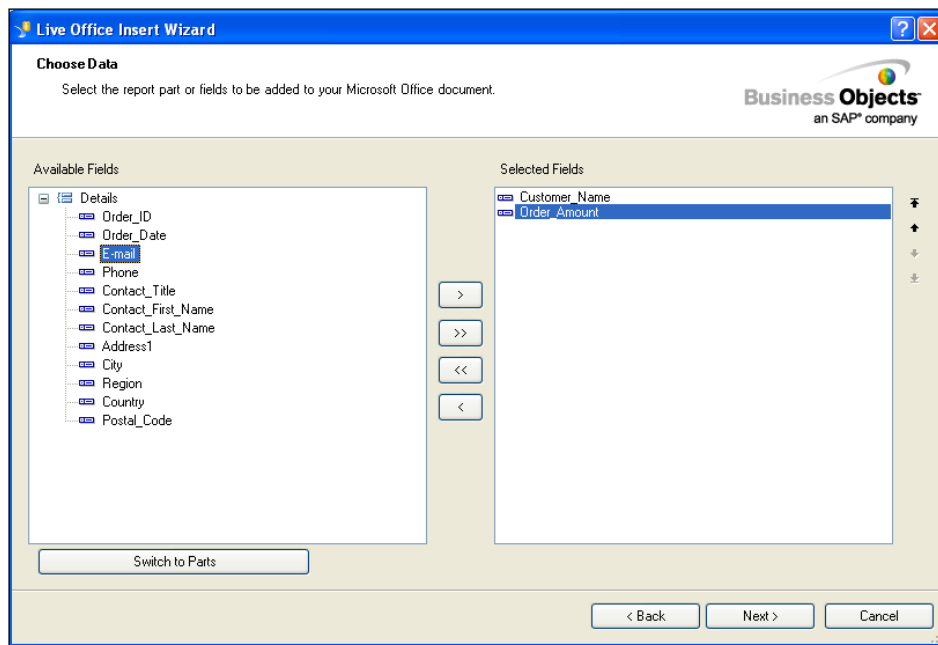 Live Office Insert Wizard
Choose Data
Select the report part or fields to be added to your Microsoft Office document.
Business Objects
an SAP® company
Available Fields
Details
Order_ID
Order_Date
E-mail
Phone
Contact_Title
Contact_First_Name
Contact_Last_Name
Address1
City
Region
Country
Postal_Code
Switch to Parts
>
>>
<<
<
Selected Fields
Customer_Name
Order_Amount
< Back
Next >
Cancel